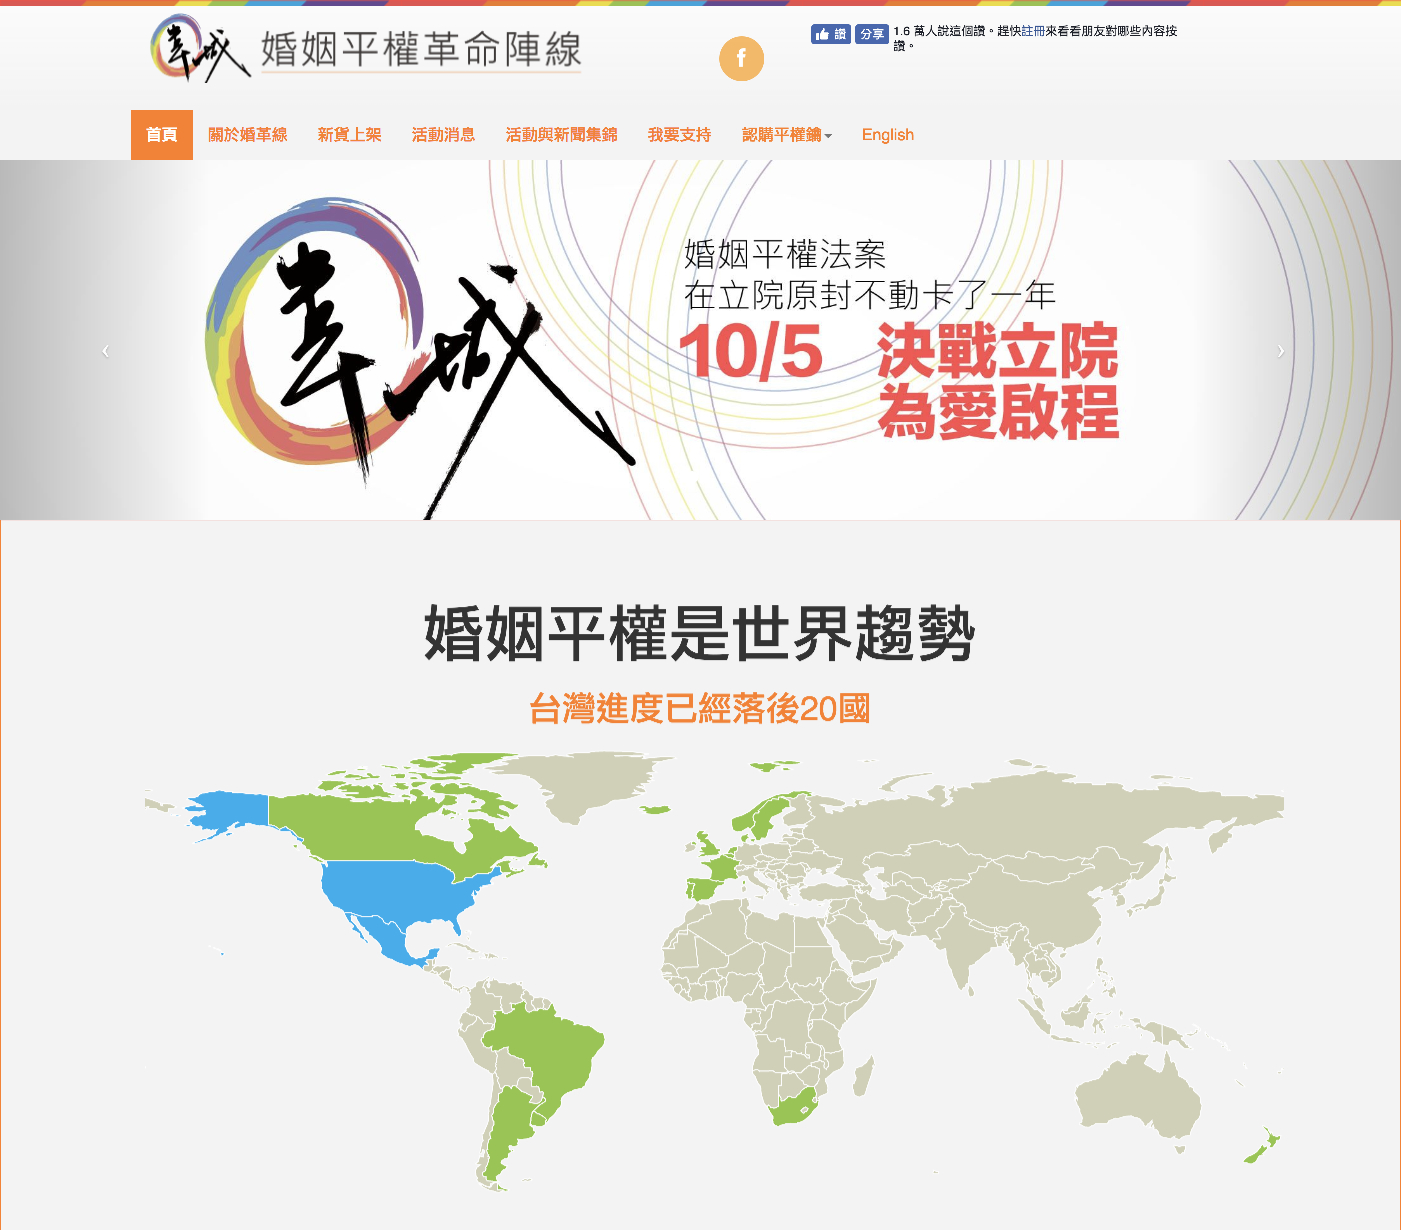 婚姻平權革命陣線
f
讚 分享 1.6 萬人說這個讚。趕快註冊來看看朋友對哪些內容按
讚。
首頁 關於婚革線 新貨上架 活動消息 活動與新聞集錦 我要支持 認購平權鑰 English
婚姻平權法案
在立院原封不動卡了一年
10/5 決戰立院
為愛啟程
婚姻平權是世界趨勢
台灣進度已經落後20國